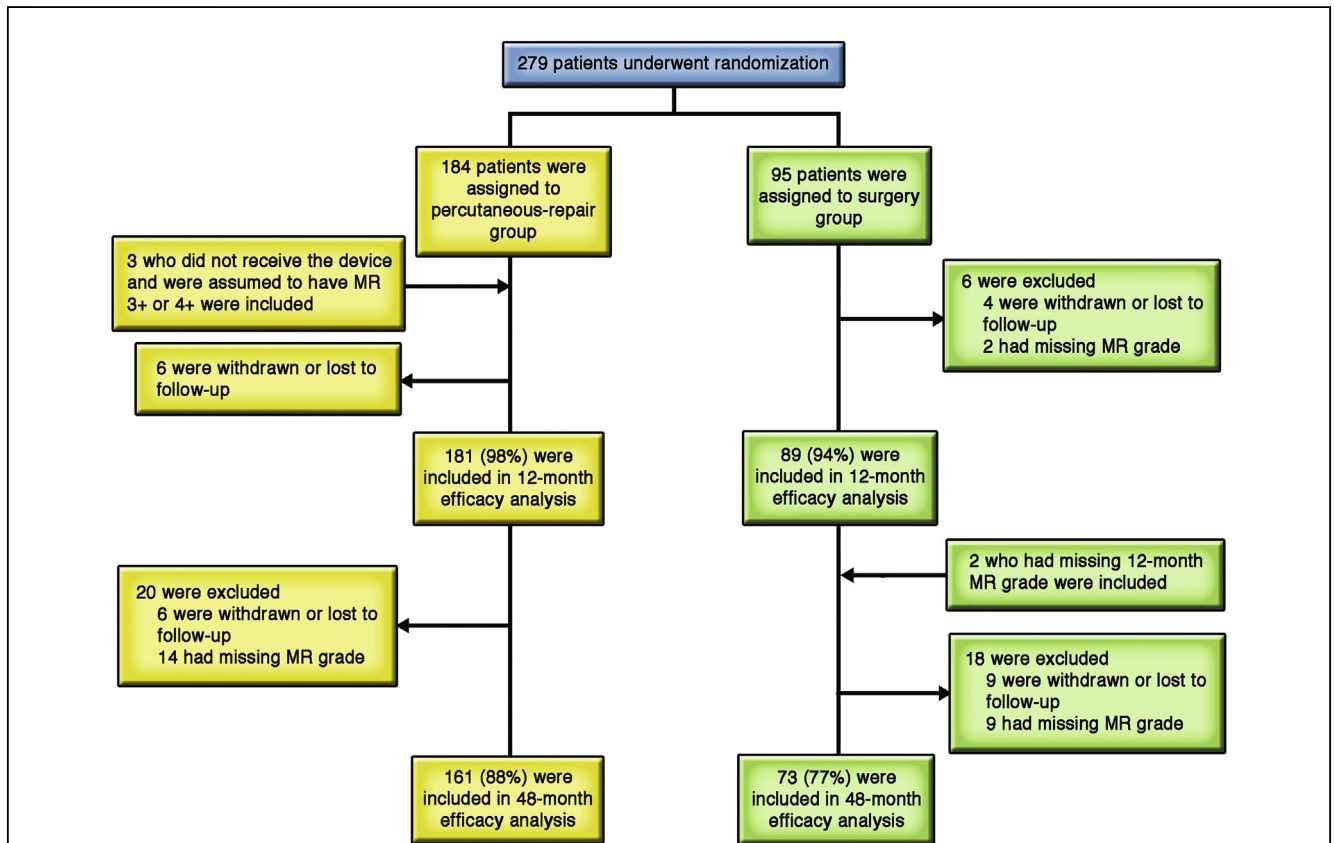 279 patients underwent randomization
184 patients were
assigned to
percutaneous-repair
group
95 patients were
assigned to surgery
group
3 who did not receive the device
and were assumed to have MR
3+ or 4+ were included
6 were excluded
4 were withdrawn or lost to
follow-up
2 had missing MR grade
6 were withdrawn or lost to
follow-up
181 (98%) were
included in 12-month
efficacy analysis
89 (94%) were
included in 12-month
efficacy analysis
2 who had missing 12-month
MR grade were included
20 were excluded
6 were withdrawn or lost to
follow-up
14 had missing MR grade
18 were excluded
9 were withdrawn or lost to
follow-up
9 had missing MR grade
161 (88%) were
included in 48-month
efficacy analysis
73 (77%) were
included in 48-month
efficacy analysis